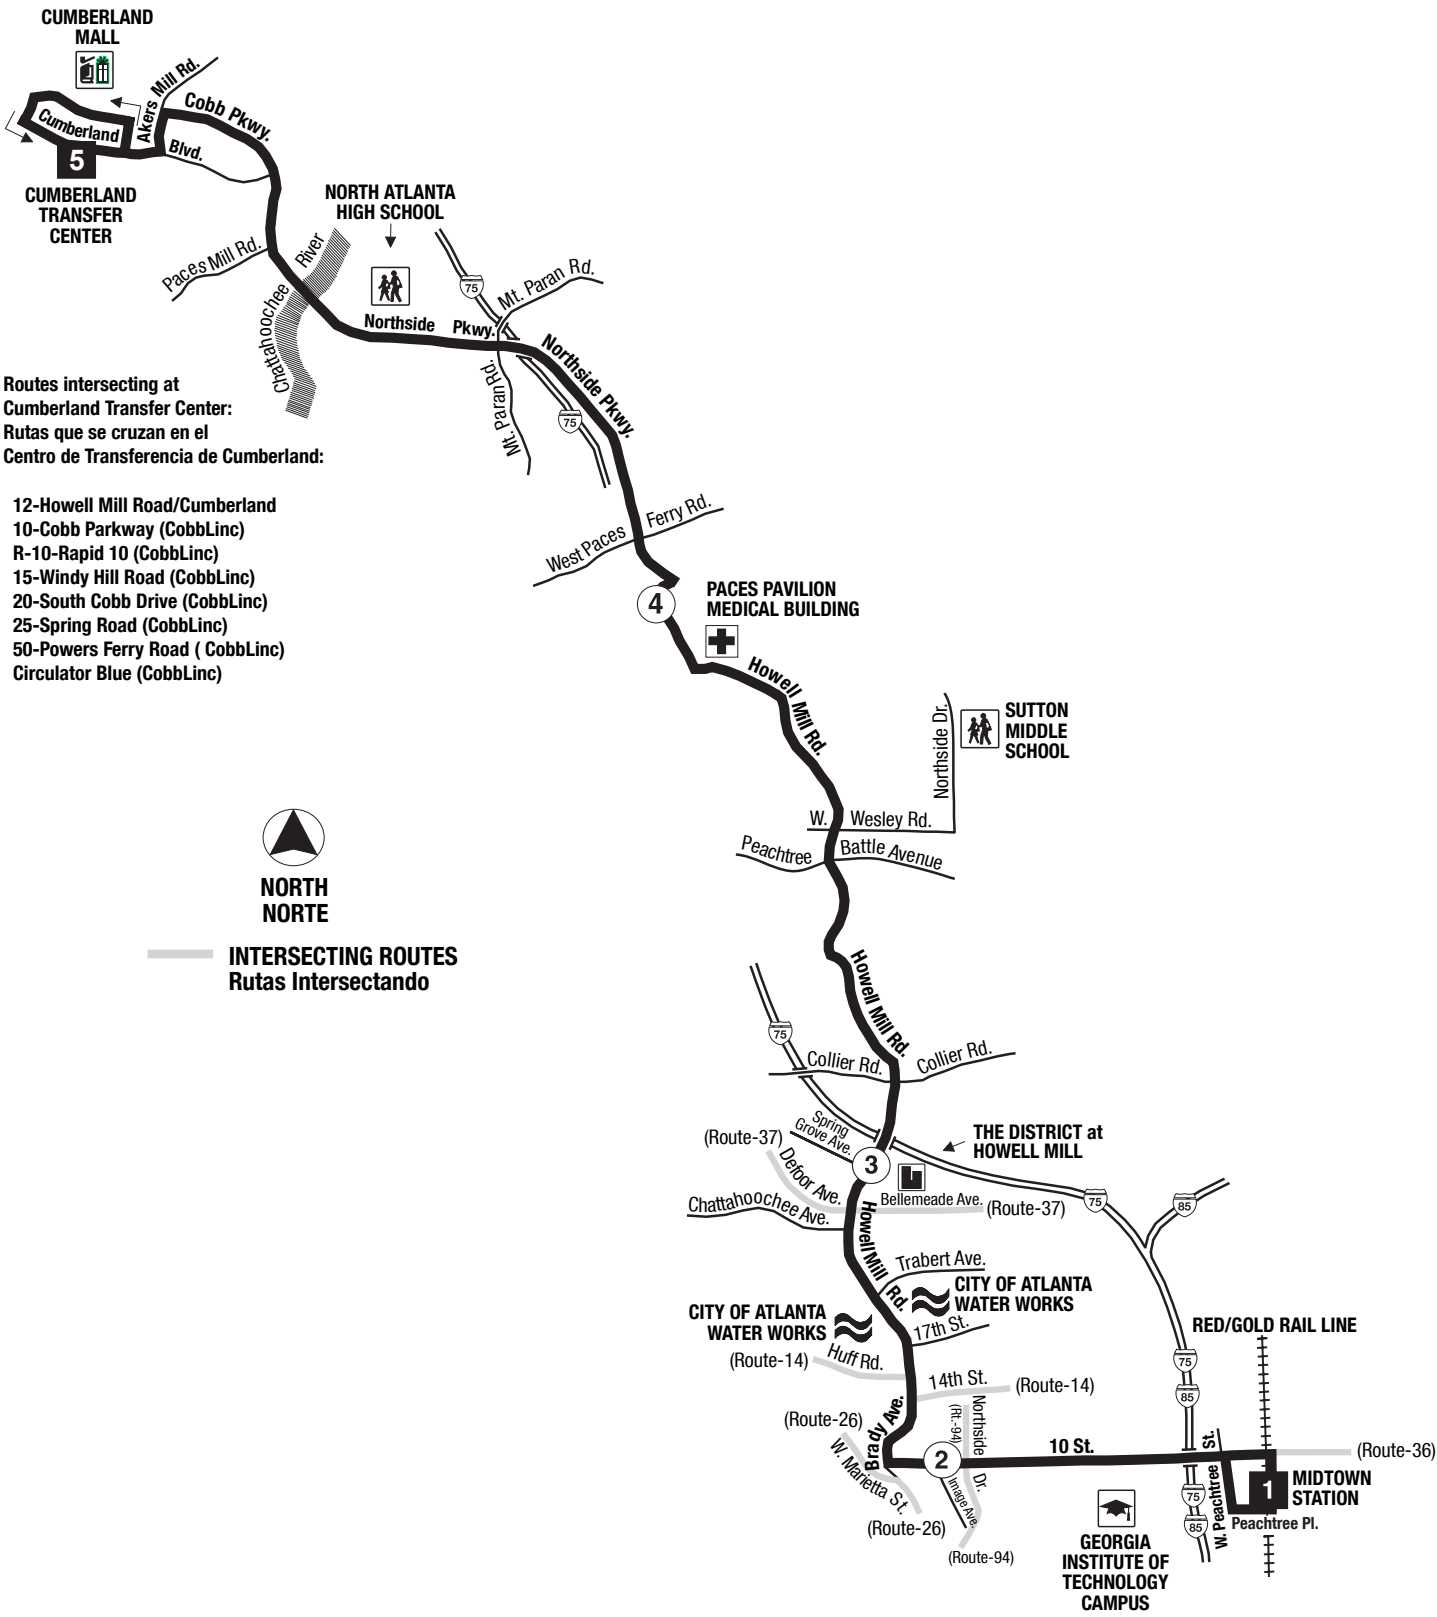 CUMBERLAND
MALL
Akers Mill Rd.
Cobb Pkwy.
Cumberland
Blvd.
5
CUMBERLAND
TRANSFER
CENTER
NORTH ATLANTA
HIGH SCHOOL
Paces Mill Rd.
Chattahoochee River
75
Mt. Paran Rd.
Northside Pkwy.
Northside Pkwy.
Mt. Paran Rd.
75
Routes intersecting at
Cumberland Transfer Center:
Rutas que se cruzan en el
Centro de Transferencia de Cumberland:
12-Howell Mill Road/Cumberland
10-Cobb Parkway (CobbLinc)
R-10-Rapid 10 (CobbLinc)
15-Windy Hill Road (CobbLinc)
20-South Cobb Drive (CobbLinc)
25-Spring Road (CobbLinc)
50-Powers Ferry Road ( CobbLinc)
Circulator Blue (CobbLinc)
West Paces Ferry Rd.
4
PACES PAVILION
MEDICAL BUILDING
Howell Mill Rd.
Northside Dr.
SUTTON
MIDDLE
SCHOOL
W. Wesley Rd.
Peachtree Battle Avenue
NORTH
NORTE
INTERSECTING ROUTES
Rutas Intersectando
Howell Mill Rd.
75
Collier Rd.
Collier Rd.
Spring
Grove Ave.
(Route-37)
THE DISTRICT at
HOWELL MILL
3
Defoor Ave.
Bellemeade Ave.
(Route-37)
Chattahoochee Ave.
75
85
Howell Mill Rd.
Trabert Ave.
CITY OF ATLANTA
WATER WORKS
CITY OF ATLANTA
WATER WORKS
17th St.
RED/GOLD RAIL LINE
(Route-14)
Huff Rd.
75
85
14th St.
(Route-14)
(Route-26)
Brady Ave.
(Rt.-94)
Northside Dr.
W. Marietta St.
2
10 St.
W. Peachtree St.
(Route-36)
1
MIDTOWN
STATION
75
85
Peachtree Pl.
Image Ave.
(Route-26)
(Route-94)
GEORGIA
INSTITUTE OF
TECHNOLOGY
CAMPUS